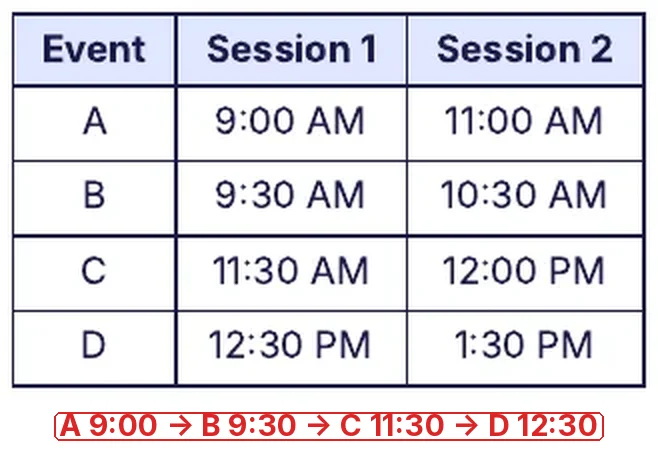 Event Session 1 Session 2
A 9:00 AM 11:00 AM
B 9:30 AM 10:30 AM
C 11:30 AM 12:00 PM
D 12:30 PM 1:30 PM
A 9:00 → B 9:30 → C 11:30 → D 12:30